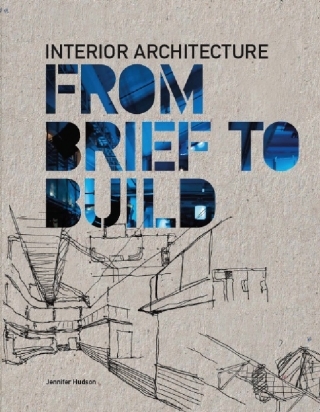 INTERIOR ARCHITECTURE
FROM
BRIEF TO
BUILD
Jennifer Hudson